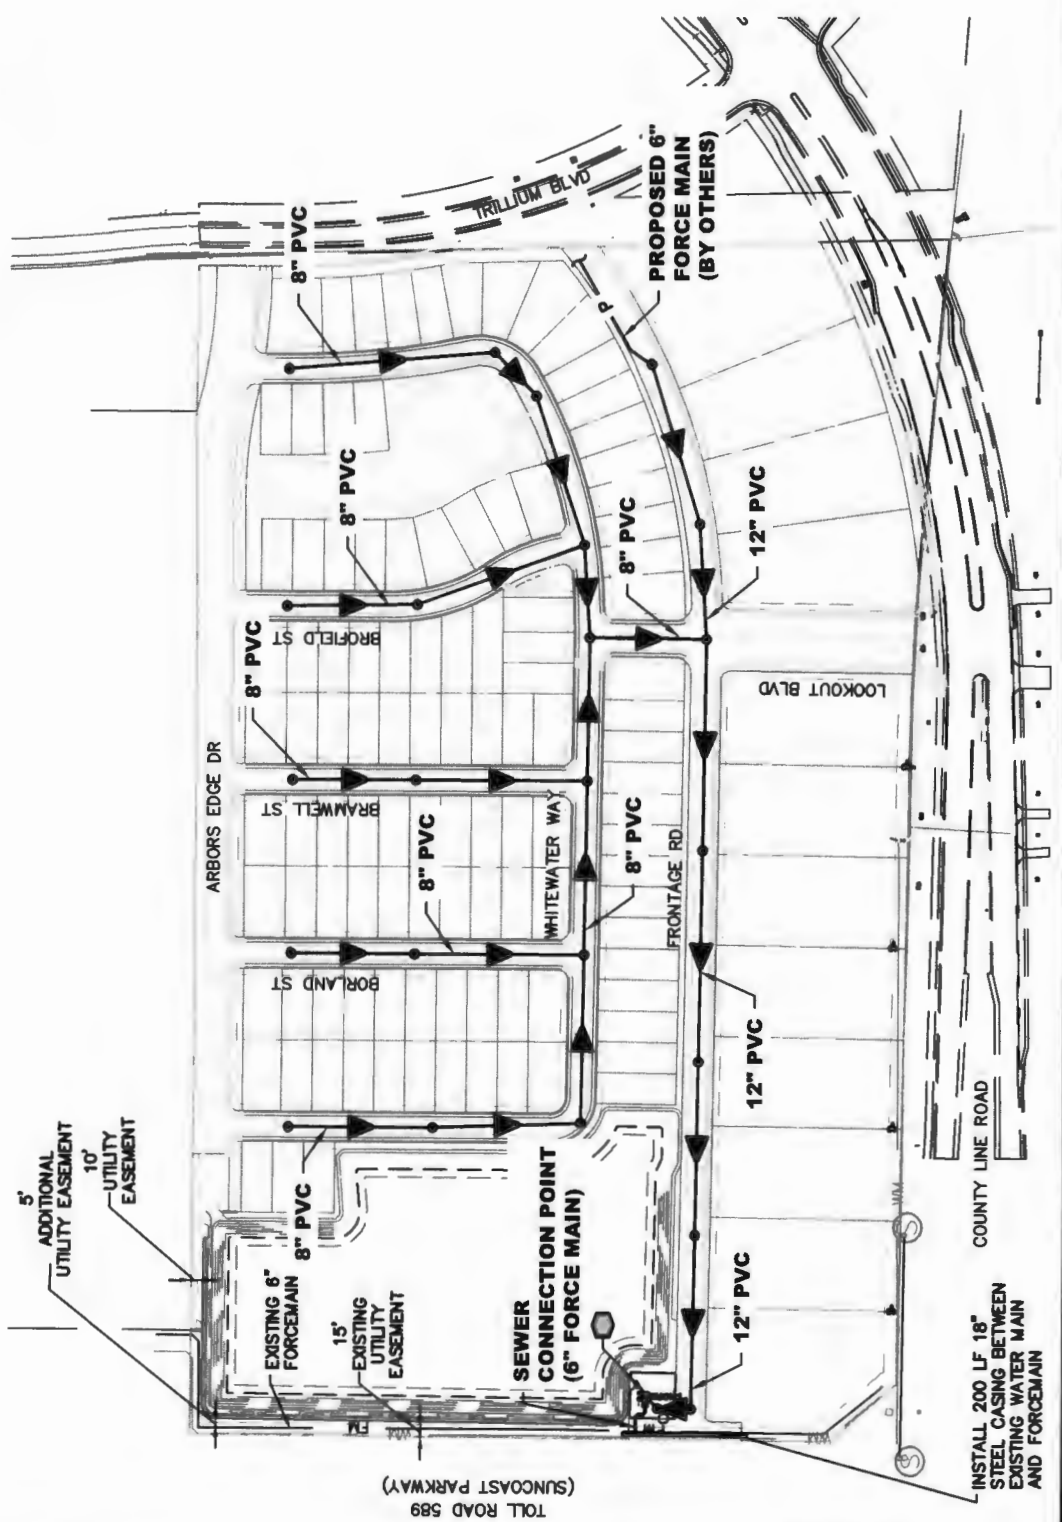 5'
ADDITIONAL
UTILITY EASEMENT
10'
UTILITY
EASEMENT
ARBORS EDGE DR
TRILLIUM BLVD
8" PVC
8" PVC
8" PVC
8" PVC
8" PVC
8" PVC
8" PVC
BROFIELD ST
BRAMWELL ST
BORLAND ST
WHITEWATER WAY
FRONTAGE RD
LOOKOUT BLVD
PROPOSED 6"
FORCE MAIN
(BY OTHERS)
P
12" PVC
12" PVC
12" PVC
EXISTING 6"
FORCEMAIN
15'
EXISTING
UTILITY
EASEMENT
FM
WM
SEWER
CONNECTION POINT
(6" FORCE MAIN)
TOLL ROAD 589
(SUNCOAST PARKWAY)
WM
WM
S
S
COUNTY LINE ROAD
INSTALL 200 LF 18"
STEEL CASING BETWEEN
EXISTING WATER MAIN
AND FORCEMAIN